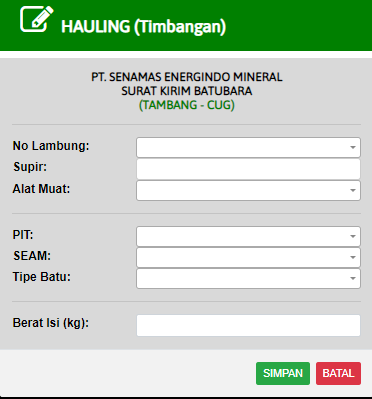 HAULING (Timbangan)
PT. SENAMAS ENERGINDO MINERAL
SURAT KIRIM BATUBARA
(TAMBANG - CUG)
No Lambung:
Supir:
Alat Muat:
PIT:
SEAM:
Tipe Batu:
Berat Isi (kg):
SIMPAN BATAL